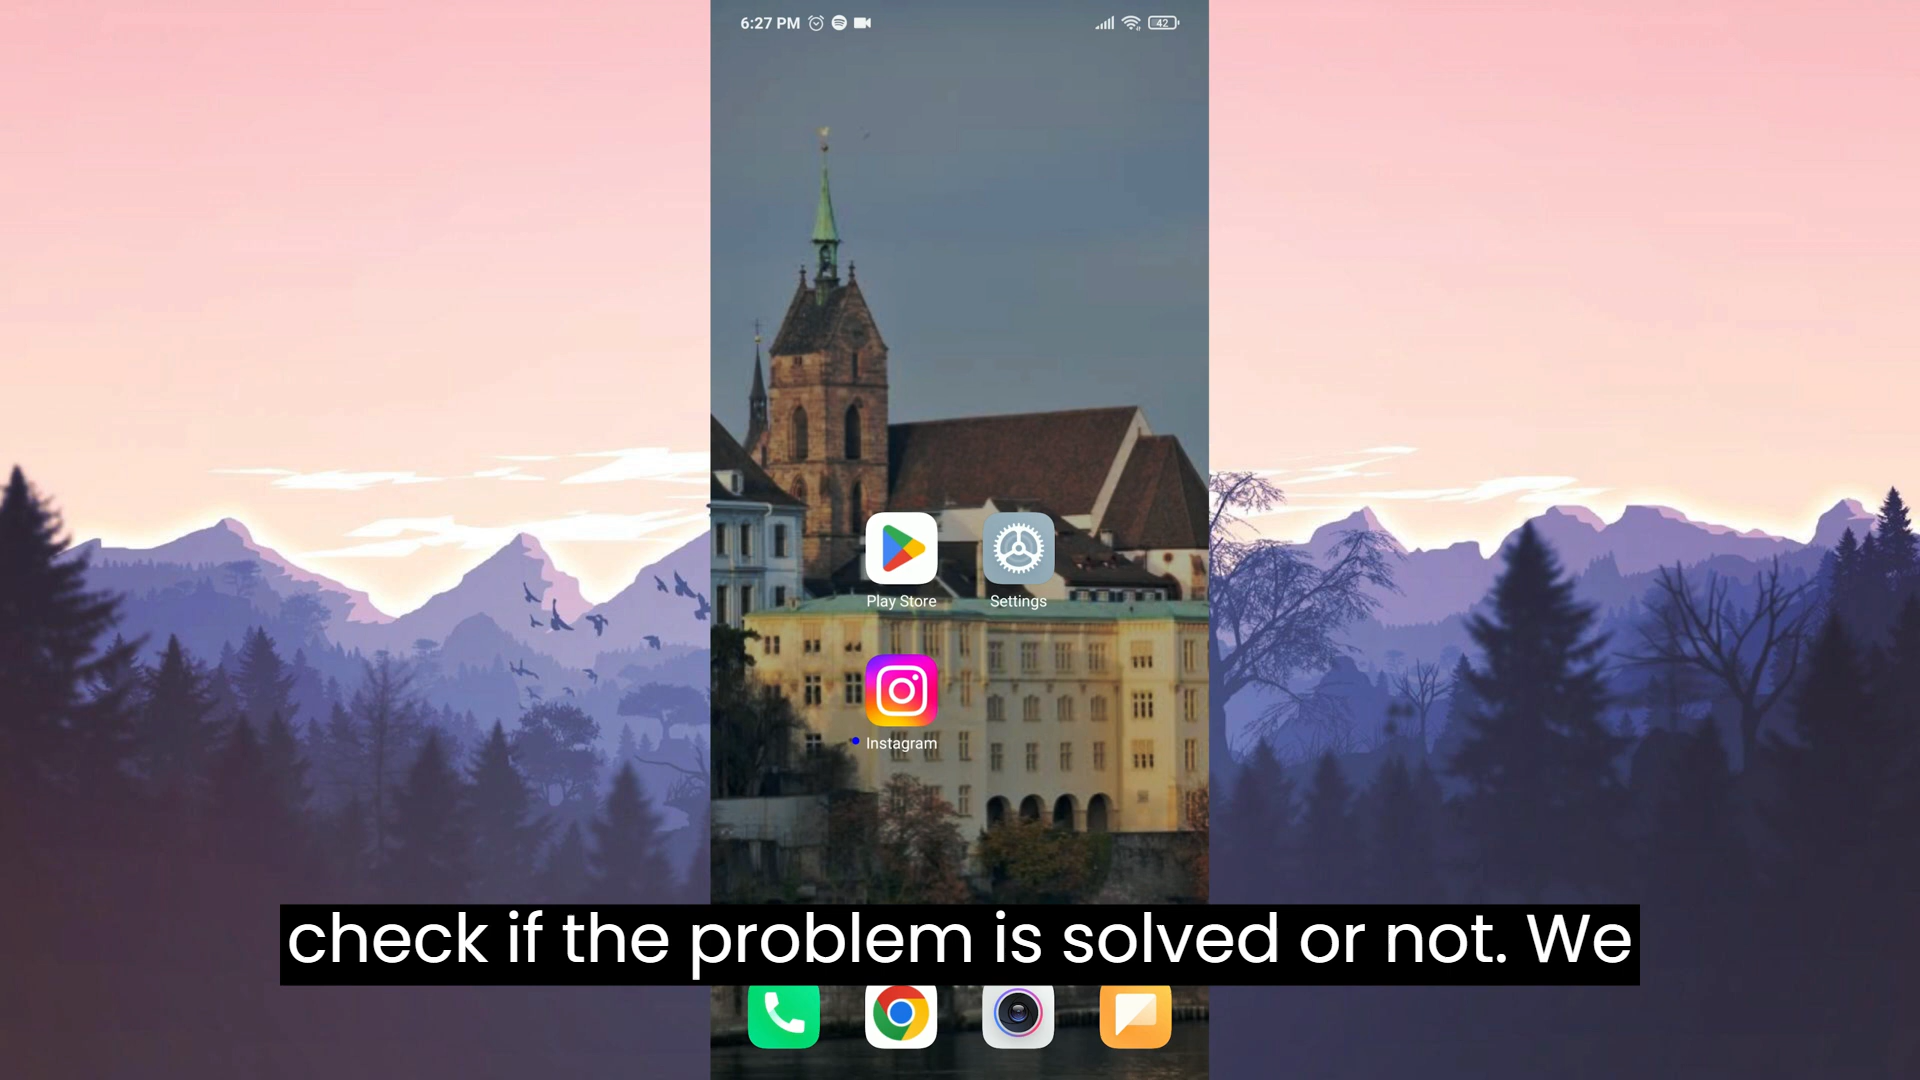 6:27 PM
42
Play Store
Settings
Instagram
check if the problem is solved or not. We